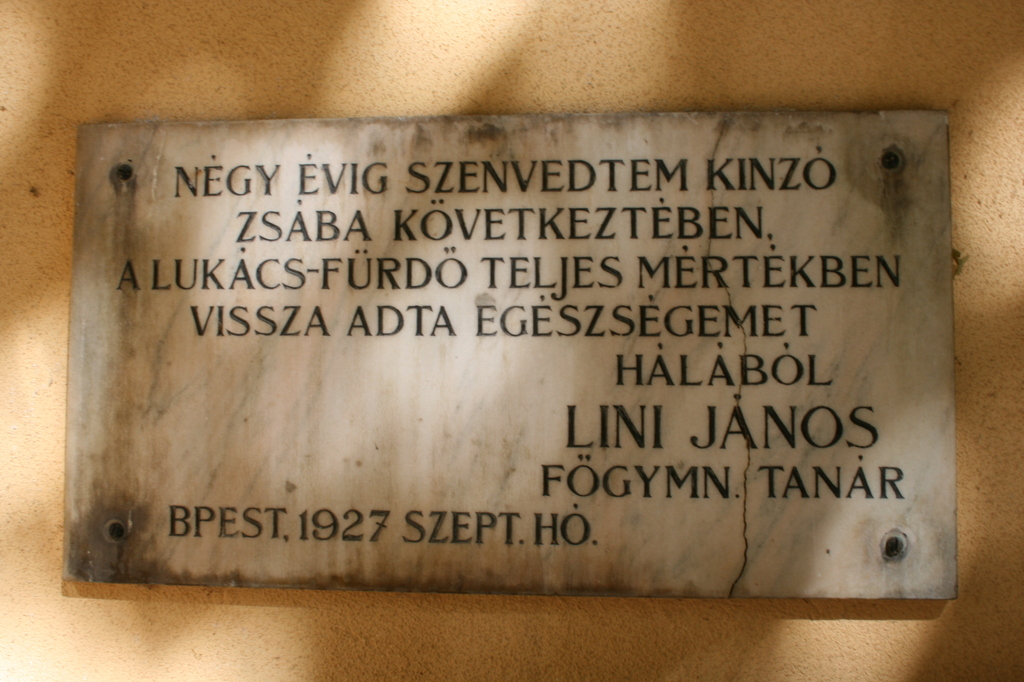 NÉGY ÉVIG SZENVEDTEM KINZÓ
ZSÁBA KÖVETKEZTÉBEN,
A LUKÁCS-FÜRDŐ TELJES MÉRTÉKBEN
VISSZA ADTA EGÉSZSÉGEMET
HÁLÁBÓL
LINI JÁNOS
FŐGYMN. TANÁR
BPEST, 1927 SZEPT. HÓ.